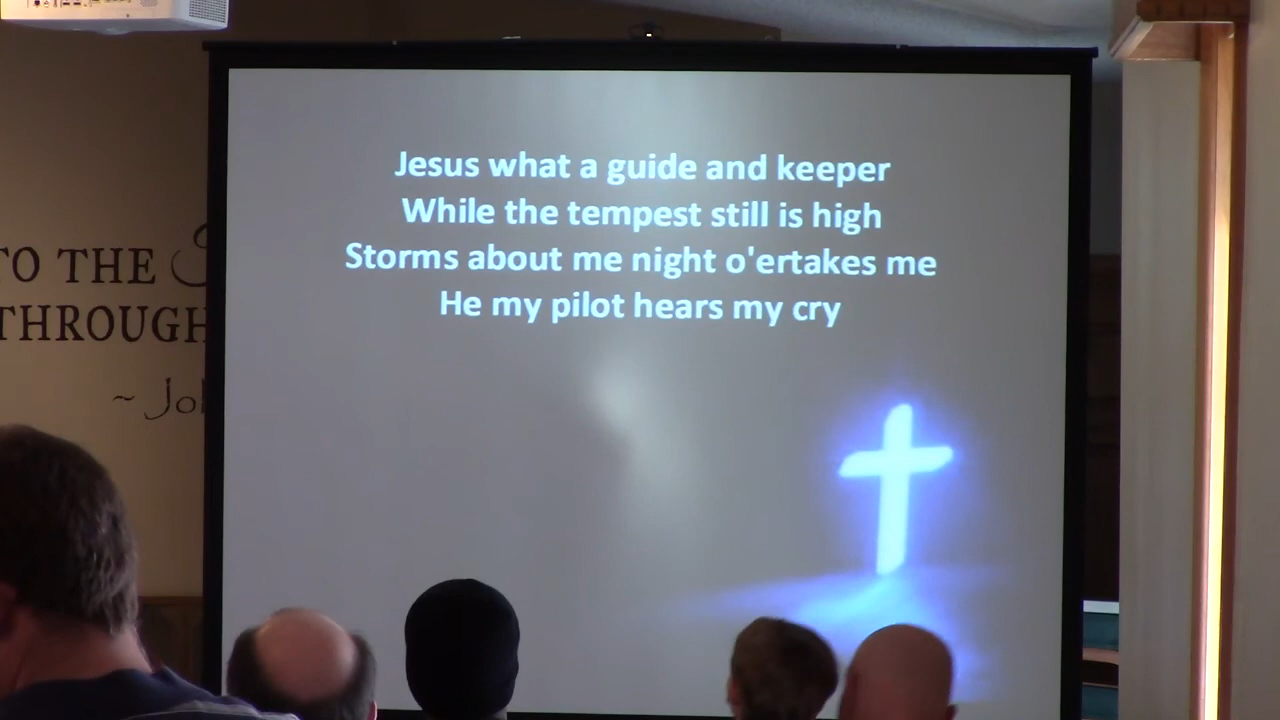 Jesus what a guide and keeper
While the tempest still is high
Storms about me night o'ertakes me
He my pilot hears my cry
TO THE
THROUGH
~